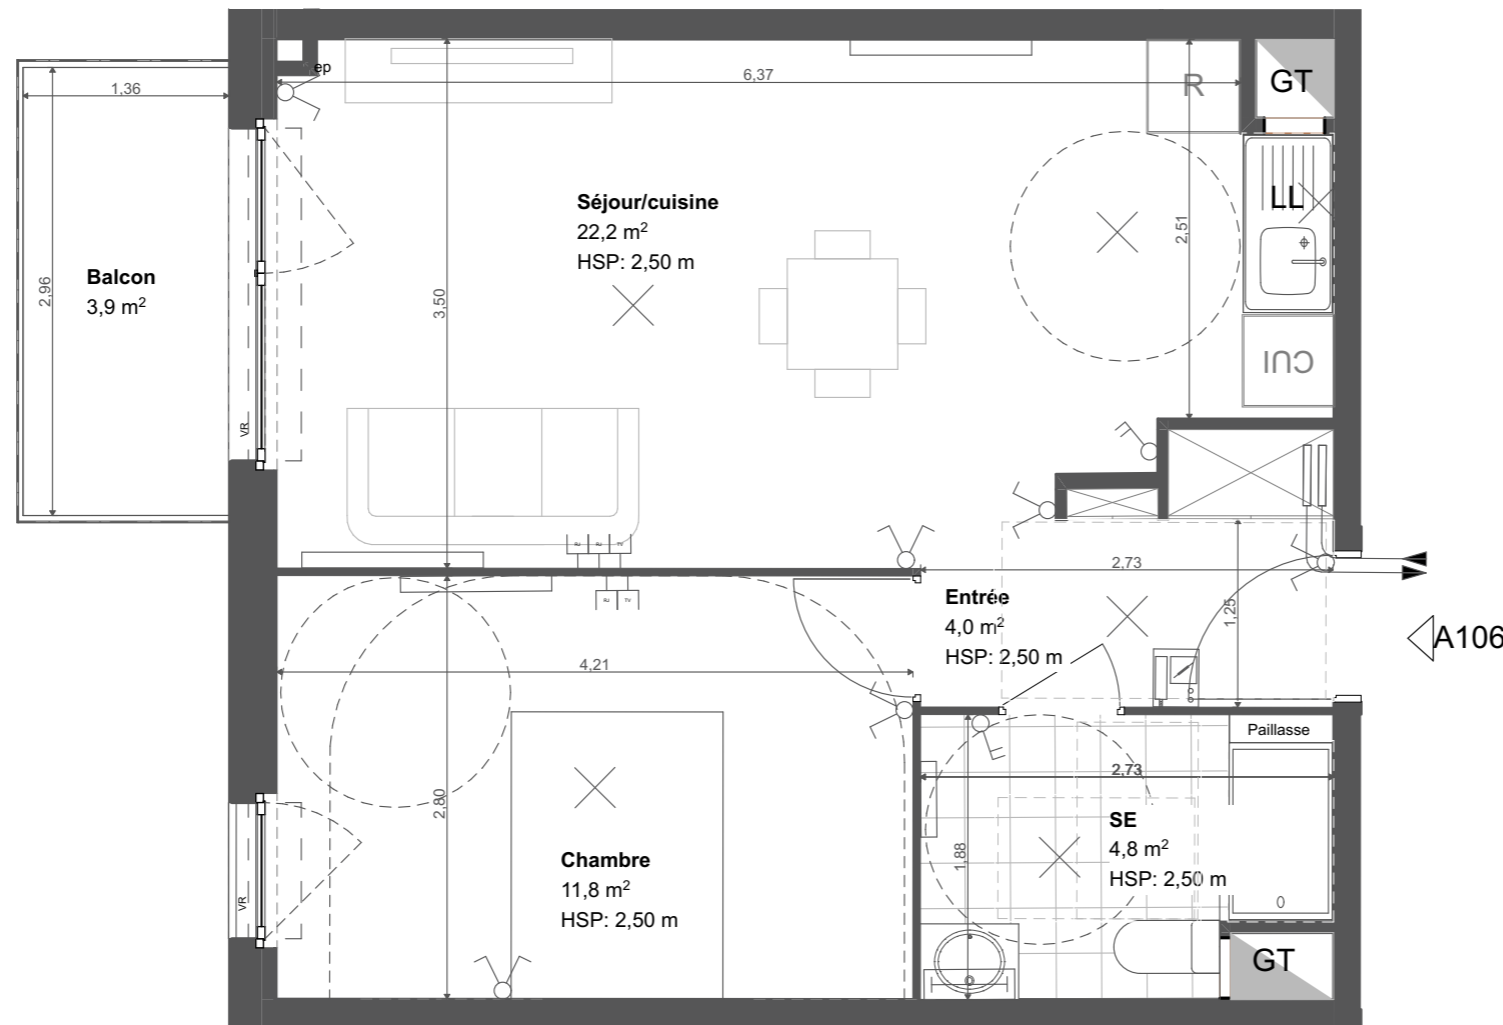 ep
1,36
6,37
R
GT
Séjour/cuisine
22,2 m²
HSP: 2,50 m
LL
2,51
Balcon
3,9 m²
2,96
3,50
CUI
VR
2,73
Entrée
4,0 m²
HSP: 2,50 m
1,25
A106
4,21
Paillasse
2,73
2,80
SE
4,8 m²
HSP: 2,50 m
1,88
Chambre
11,8 m²
HSP: 2,50 m
VR
GT